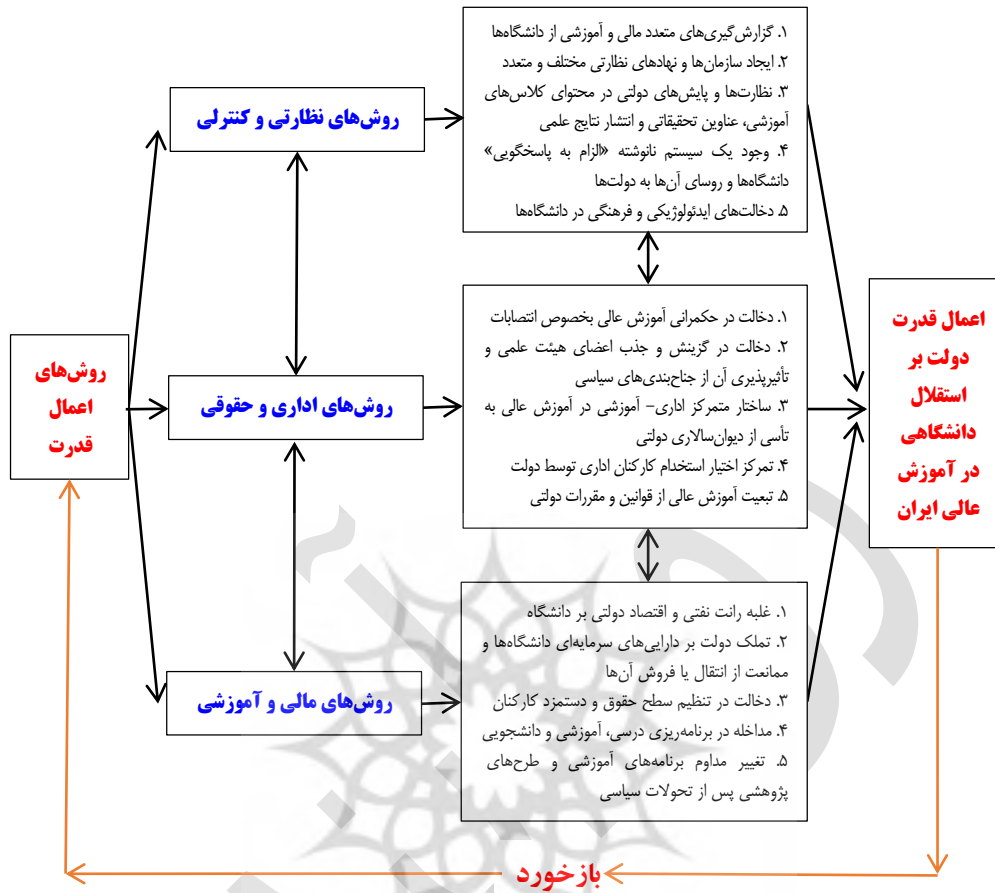 روش‌های
اعمال
قدرت
روش‌های نظارتی و کنترلی
روش‌های اداری و حقوقی
روش‌های مالی و آموزشی
۱. گزارش‌گیری‌های متعدد مالی و آموزشی از دانشگاه‌ها
۲. ایجاد سازمان‌ها و نهادهای نظارتی مختلف و متعدد
۳. نظارت‌ها و پایش‌های دولتی در محتوای کلاس‌های
آموزشی، عناوین تحقیقاتی و انتشار نتایج علمی
۴. وجود یک سیستم نانوشته «الزام به پاسخگویی»
دانشگاه‌ها و روسای آن‌ها به دولت‌ها
۵. دخالت‌های ایدئولوژیکی و فرهنگی در دانشگاه‌ها
۱. دخالت در حکمرانی آموزش عالی بخصوص انتصابات
۲. دخالت در گزینش و جذب اعضای هیئت علمی و
تأثیرپذیری آن از جناح‌بندی‌های سیاسی
۳. ساختار متمرکز اداری- آموزشی در آموزش عالی به
تأسی از دیوان‌سالاری دولتی
۴. تمرکز اختیار استخدام کارکنان اداری توسط دولت
۵. تبعیت آموزش عالی از قوانین و مقررات دولتی
۱. غلبه رانت نفتی و اقتصاد دولتی بر دانشگاه
۲. تملک دولت بر دارایی‌های سرمایه‌ای دانشگاه‌ها و
ممانعت از انتقال یا فروش آن‌ها
۳. دخالت در تنظیم سطح حقوق و دستمزد کارکنان
۴. مداخله در برنامه‌ریزی درسی، آموزشی و دانشجویی
۵. تغییر مداوم برنامه‌های آموزشی و طرح‌های
پژوهشی پس از تحولات سیاسی
اعمال قدرت
دولت بر
استقلال
دانشگاهی
در آموزش
عالی ایران
بازخورد